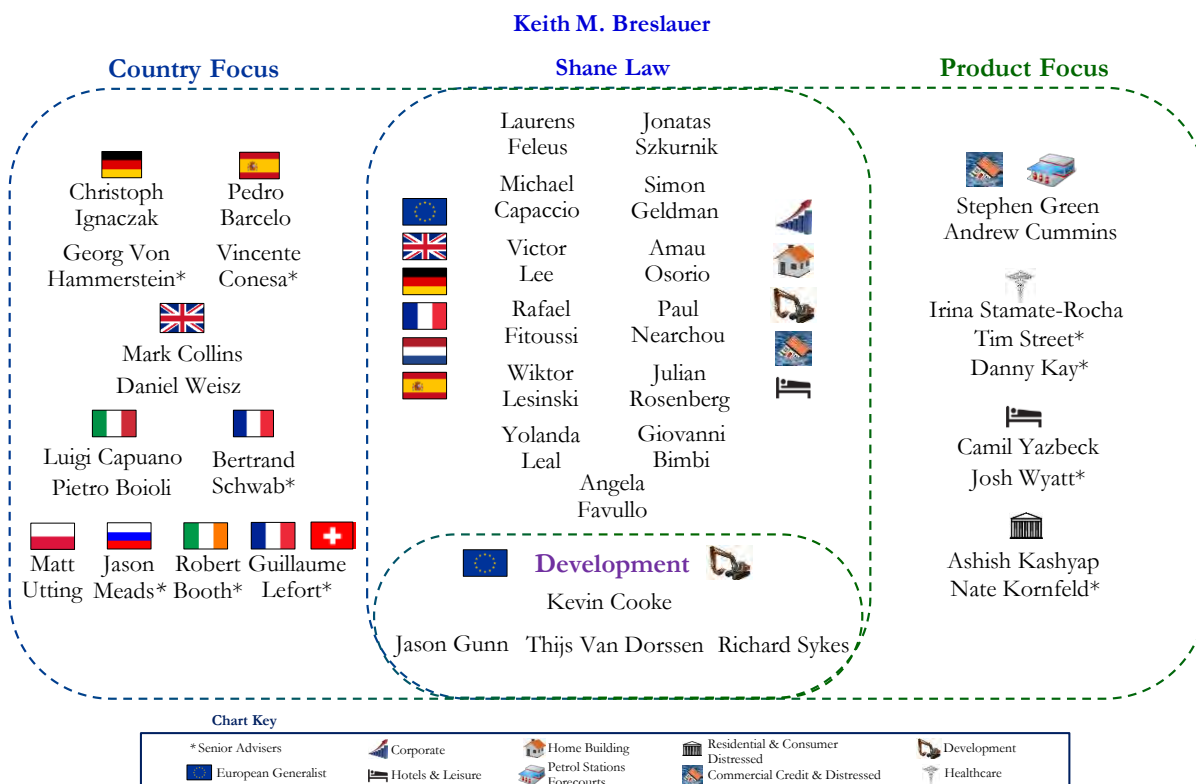 Keith M. Breslauer
Country Focus
Shane Law
Product Focus
Christoph
Ignaczak
Georg Von
Hammerstein*
Pedro
Barcelo
Vincente
Conesa*
Mark Collins
Daniel Weisz
Luigi Capuano
Pietro Boioli
Bertrand
Schwab*
Matt
Utting
Jason
Meads*
Robert
Booth*
Guillaume
Lefort*
Laurens
Feleus
Jonatas
Szkurnik
Michael
Capaccio
Simon
Geldman
Victor
Lee
Amau
Osorio
Rafael
Fitoussi
Paul
Nearchou
Wiktor
Lesinski
Julian
Rosenberg
Yolanda
Leal
Giovanni
Bimbi
Angela
Favullo
Development
Kevin Cooke
Jason Gunn
Thijs Van Dorssen
Richard Sykes
Stephen Green
Andrew Cummins
Irina Stamate-Rocha
Tim Street*
Danny Kay*
Camil Yazbeck
Josh Wyatt*
Ashish Kashyap
Nate Kornfeld*
Chart Key
* Senior Advisers
Corporate
Home Building
Residential & Consumer
Distressed
Development
European Generalist
Hotels & Leisure
Petrol Stations
Forecourts
Commercial Credit & Distressed
Healthcare